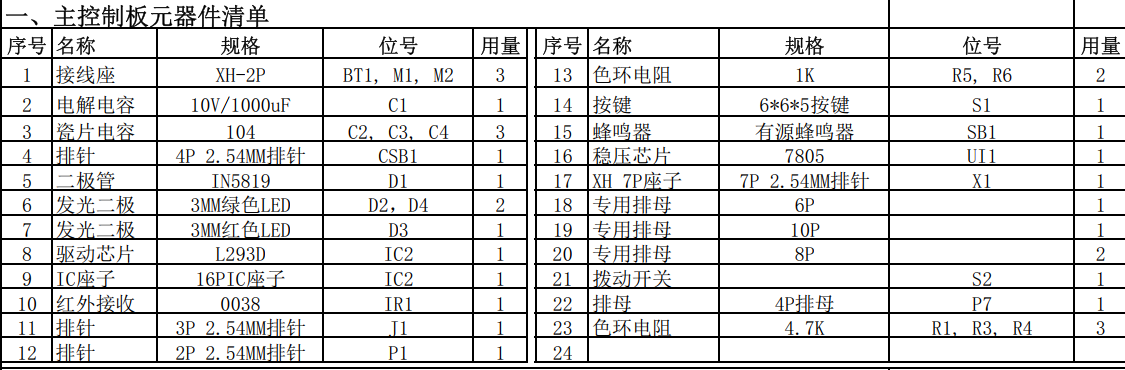 一、主控制板元器件清单
序号 名称 规格 位号 用量 序号 名称 规格 位号 用量
1 接线座 XH-2P BT1, M1, M2 3 13 色环电阻 1K R5, R6 2
2 电解电容 10V/1000uF C1 1 14 按键 6*6*5按键 S1 1
3 瓷片电容 104 C2, C3, C4 3 15 蜂鸣器 有源蜂鸣器 SB1 1
4 排针 4P 2.54MM排针 CSB1 1 16 稳压芯片 7805 UI1 1
5 二极管 IN5819 D1 1 17 XH 7P座子 7P 2.54MM排针 X1 1
6 发光二极 3MM绿色LED D2，D4 2 18 专用排母 6P 1
7 发光二极 3MM红色LED D3 1 19 专用排母 10P 1
8 驱动芯片 L293D IC2 1 20 专用排母 8P 2
9 IC座子 16PIC座子 IC2 1 21 拨动开关 S2 1
10 红外接收 0038 IR1 1 22 排母 4P排母 P7 1
11 排针 3P 2.54MM排针 J1 1 23 色环电阻 4.7K R1, R3, R4 3
12 排针 2P 2.54MM排针 P1 1 24